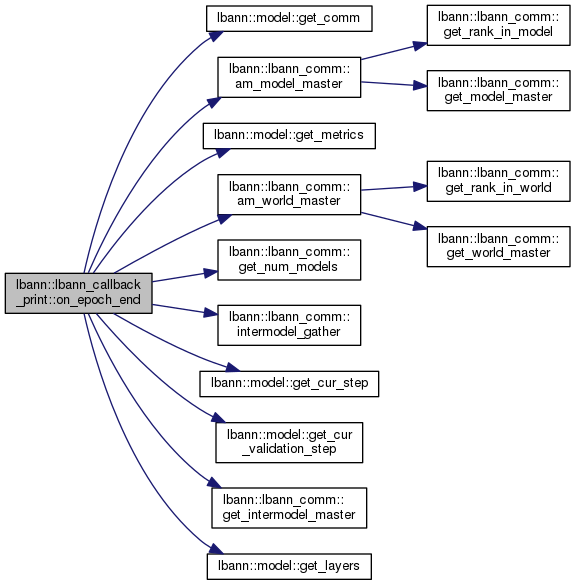 lbann::model::get_comm
lbann::lbann_comm::
get_rank_in_model
lbann::lbann_comm::
am_model_master
lbann::lbann_comm::
get_model_master
lbann::model::get_metrics
lbann::lbann_comm::
get_rank_in_world
lbann::lbann_comm::
am_world_master
lbann::lbann_comm::
get_world_master
lbann::lbann_comm::
get_num_models
lbann::lbann_callback
_print::on_epoch_end
lbann::lbann_comm::
intermodel_gather
lbann::model::get_cur_step
lbann::model::get_cur
_validation_step
lbann::lbann_comm::
get_intermodel_master
lbann::model::get_layers